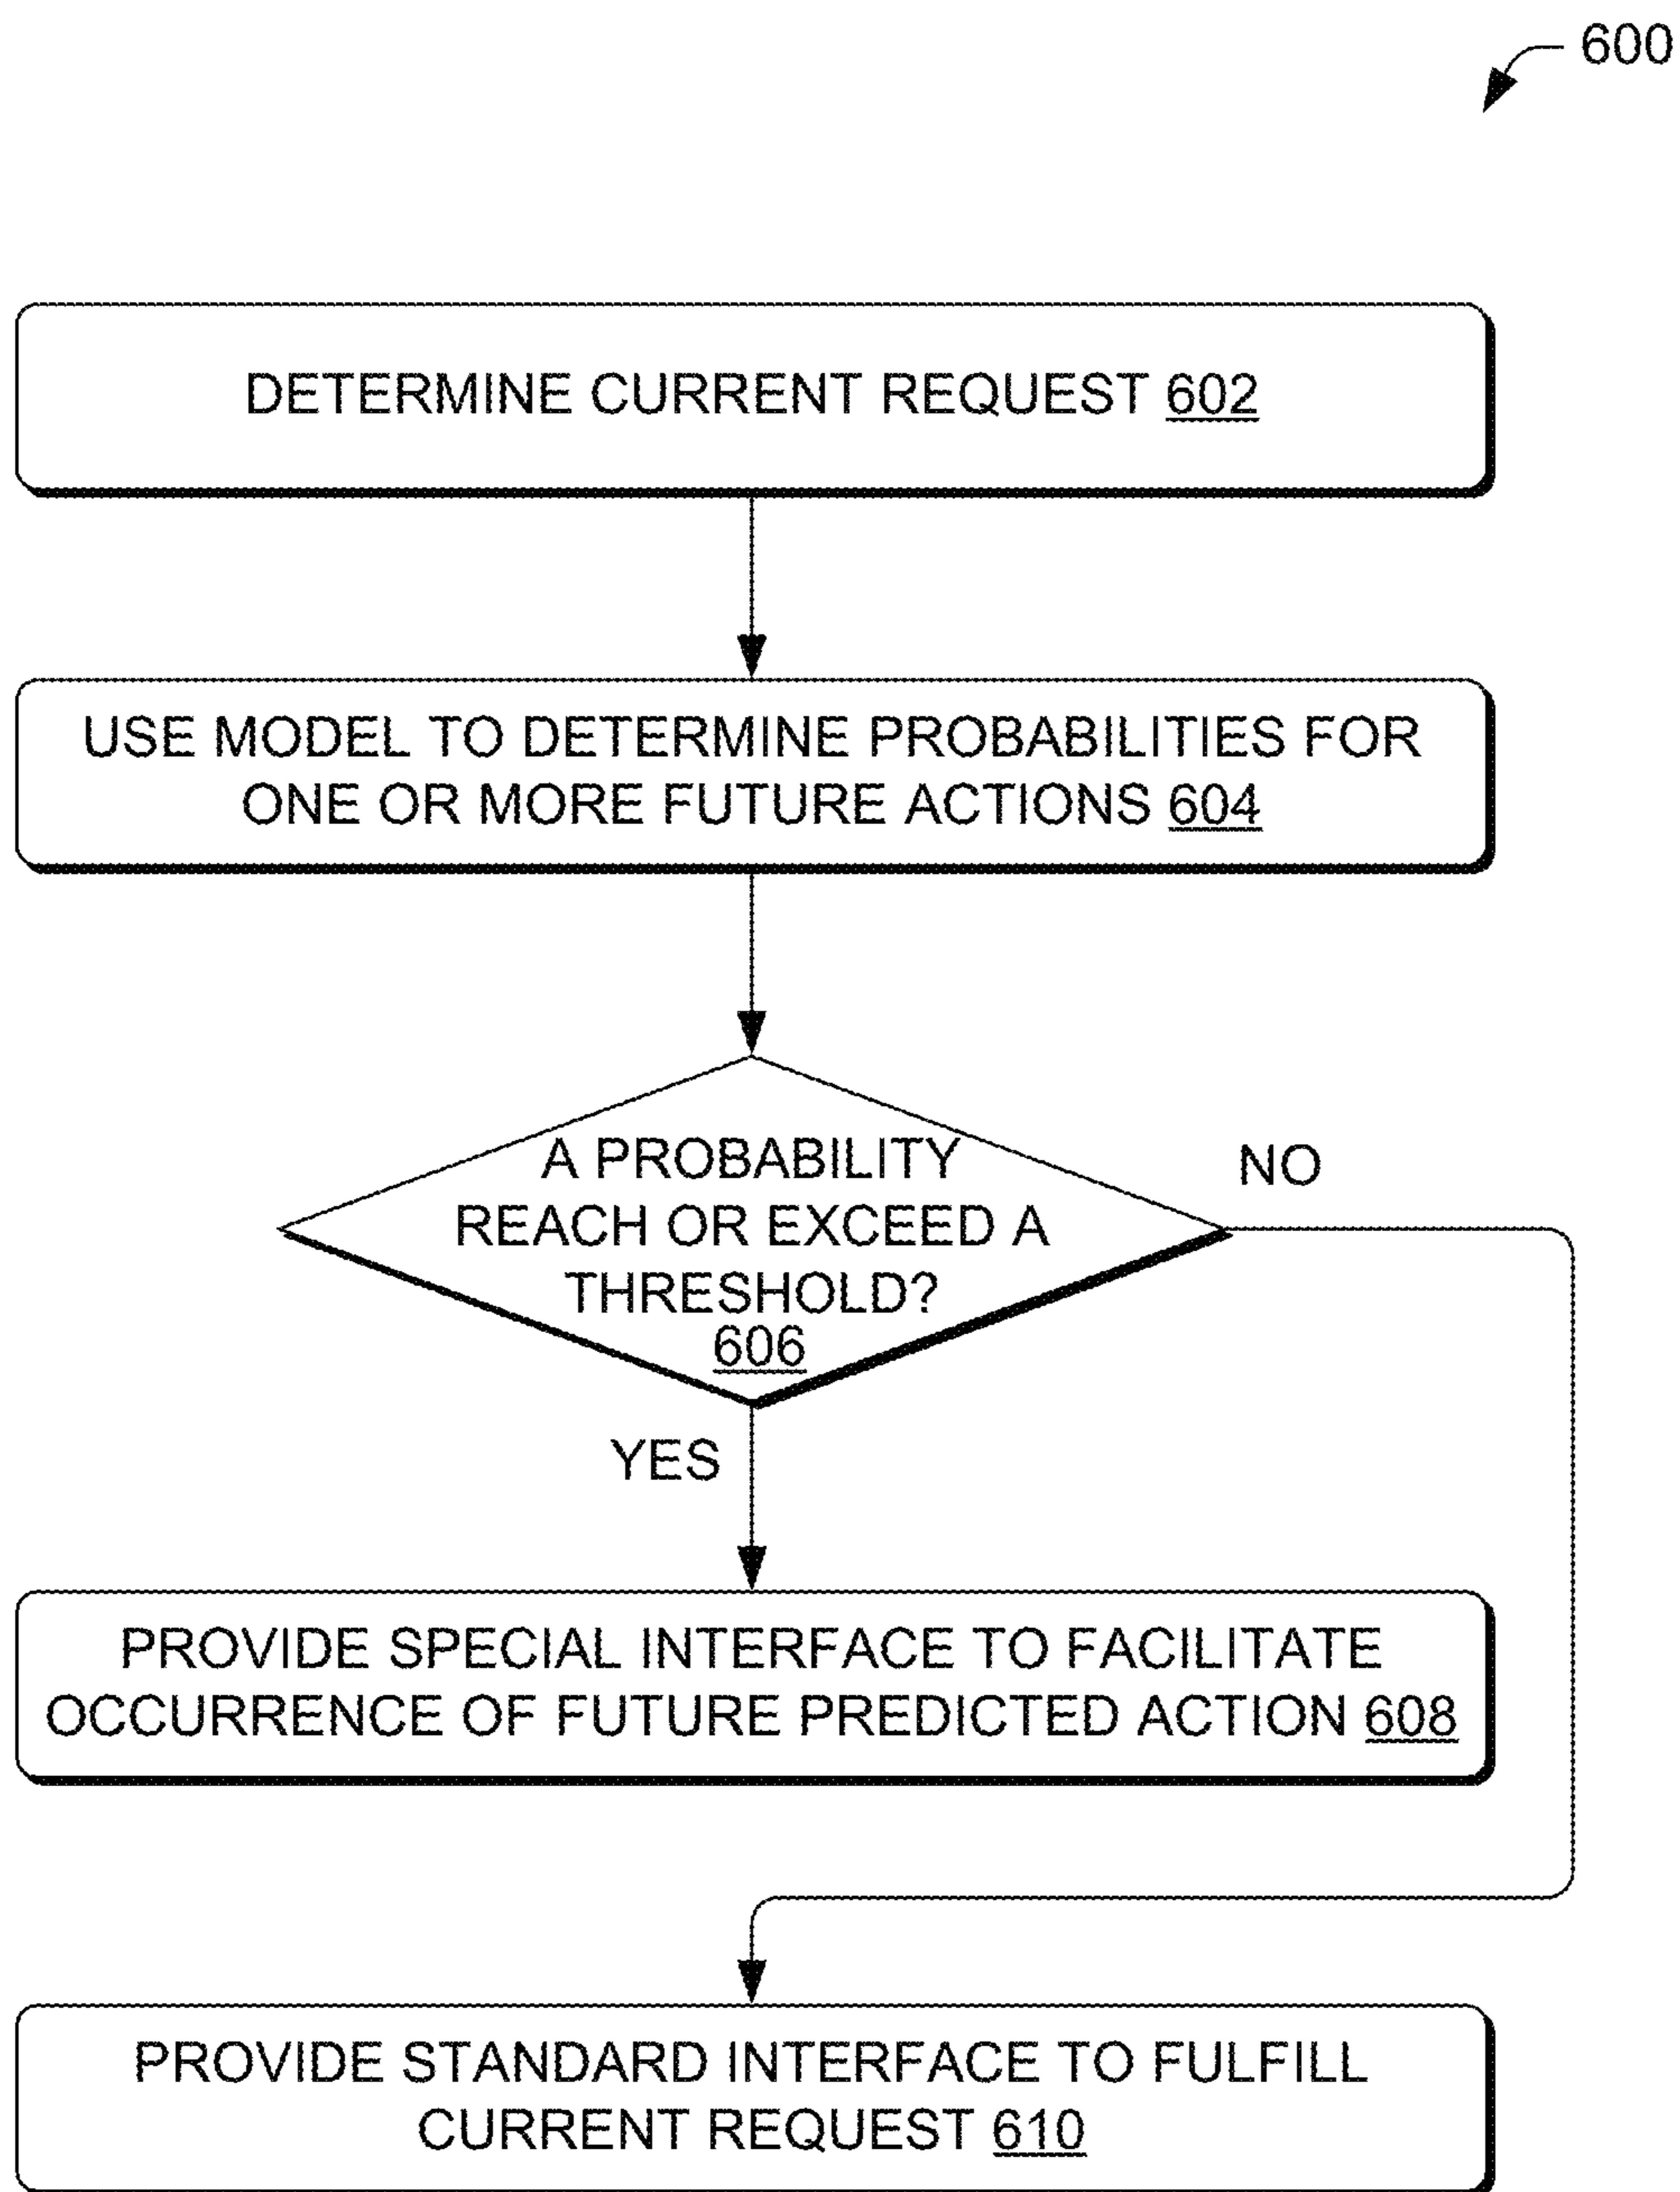 600
DETERMINE CURRENT REQUEST 602
USE MODEL TO DETERMINE PROBABILITIES FOR
ONE OR MORE FUTURE ACTIONS 604
A PROBABILITY
REACH OR EXCEED A
THRESHOLD?
606
NO
YES
PROVIDE SPECIAL INTERFACE TO FACILITATE
OCCURRENCE OF FUTURE PREDICTED ACTION 608
PROVIDE STANDARD INTERFACE TO FULFILL
CURRENT REQUEST 610